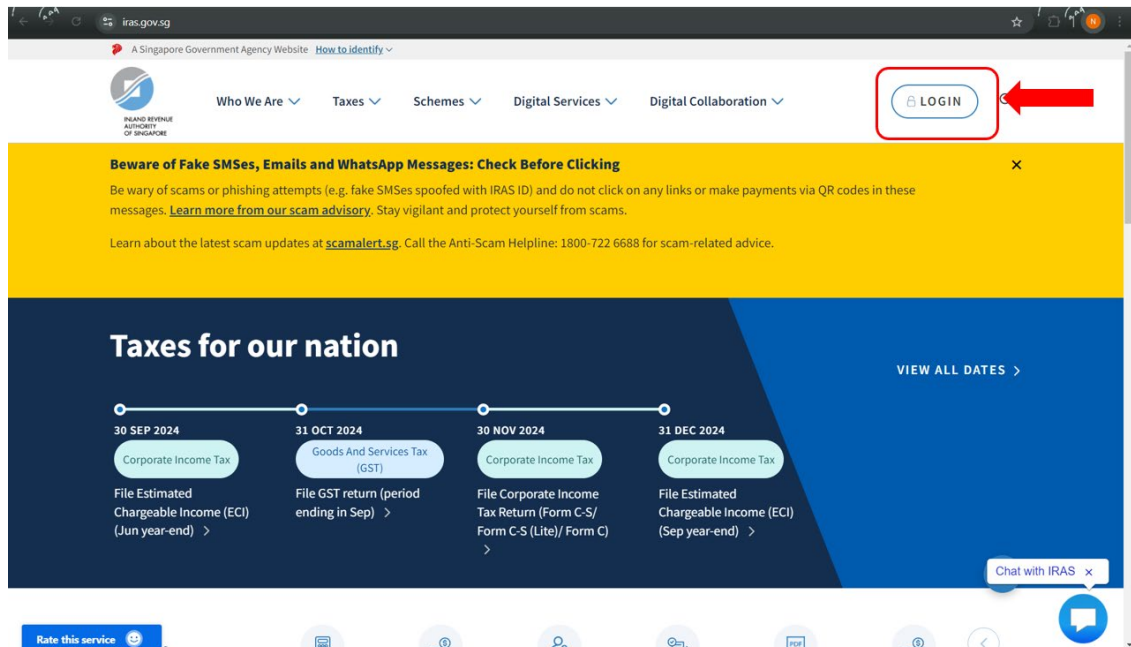 iras.gov.sg
N
A Singapore Government Agency Website How to identify
INLAND REVENUE
AUTHORITY
OF SINGAPORE
Who We Are
Taxes
Schemes
Digital Services
Digital Collaboration
LOGIN
Beware of Fake SMSes, Emails and WhatsApp Messages: Check Before Clicking
Be wary of scams or phishing attempts (e.g. fake SMSes spoofed with IRAS ID) and do not click on any links or make payments via QR codes in these
messages. Learn more from our scam advisory. Stay vigilant and protect yourself from scams.
Learn about the latest scam updates at scamalert.sg. Call the Anti-Scam Helpline: 1800-722 6688 for scam-related advice.
Taxes for our nation
VIEW ALL DATES
30 SEP 2024
Corporate Income Tax
File Estimated
Chargeable Income (ECI)
(Jun year-end)
31 OCT 2024
Goods And Services Tax
(GST)
File GST return (period
ending in Sep)
30 NOV 2024
Corporate Income Tax
File Corporate Income
Tax Return (Form C-S/
Form C-S (Lite)/ Form C)
31 DEC 2024
Corporate Income Tax
File Estimated
Chargeable Income (ECI)
(Sep year-end)
Chat with IRAS
Rate this service
PDF